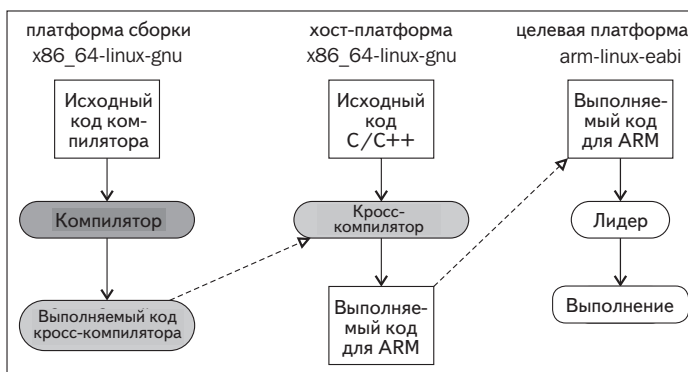 платформа сборки
x86_64-linux-gnu
Исходный
код ком-
пилятора
Компилятор
Выполняемый код
кросс-компилятора
хост-платформа
x86_64-linux-gnu
Исходный
код
C/C++
Кросс-
компилятор
Выполняе-
мый код
для ARM
целевая платформа
arm-linux-eabi
Выполняе-
мый код
для ARM
Лидер
Выполнение